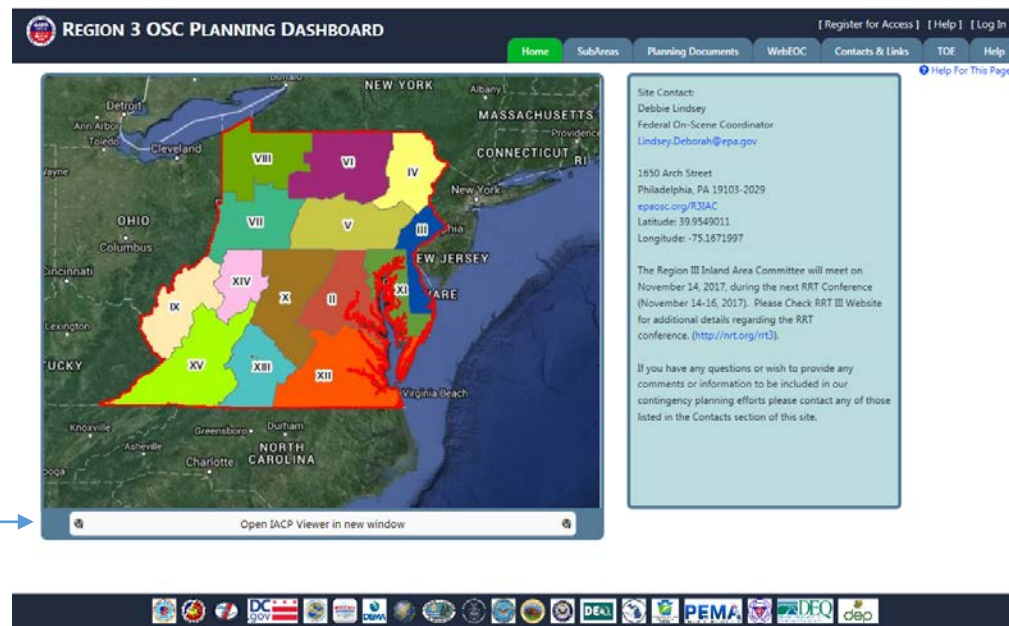 REGION 3 OSC PLANNING DASHBOARD
[ Register for Access ] [ Help ] [ Log In
Home SubAreas Planning Documents WebEOC Contacts & Links TOE Help
Help For This Page
Buffalo
NEW YORK
Albany
Detroit
MASSACHUSETTS
Ann Arbor
Providence
Toledo
Cleveland
CONNECTICUT
RI
VIII
VI
IV
Wayne
New York
OHIO
VII
V
III
phia
Columbus
EW JERSEY
Cincinnati
XIV
XI
ARE
IX
X
II
Lexington
UCKY
XV
XIII
XII
Virginia Beach
Knoxville
Greensboro
Durham
Asheville
NORTH
CAROLINA
Charlotte
ooga
Open IACP Viewer in new window
Site Contact:
Debbie Lindsey
Federal On-Scene Coordinator
Lindsey.Deborah@epa.gov
1650 Arch Street
Philadelphia, PA 19103-2029
epaosc.org/R3IAC
Latitude: 39.9549011
Longitude: -75.1671997
The Region III Inland Area Committee will meet on
November 14, 2017, during the next RRT Conference
(November 14-16, 2017). Please Check RRT III Website
for additional details regarding the RRT
conference. (http://nrt.org/rrt3).
If you have any questions or wish to provide any
comments or information to be included in our
contingency planning efforts please contact any of those
listed in the Contacts section of this site.
DC
.gov
DEMA
PEMA
DEQ
dep